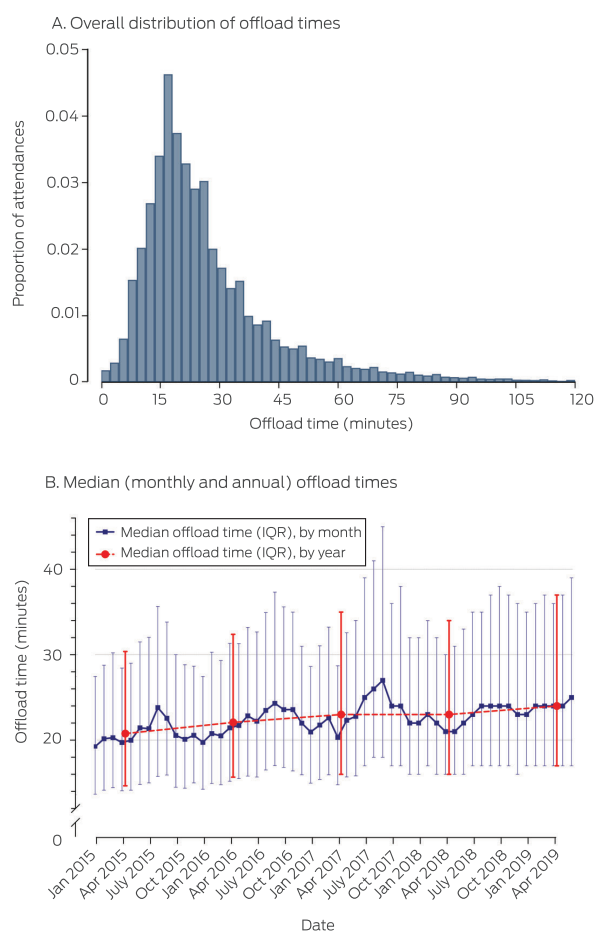 A. Overall distribution of offload times
0.05
0.04
0.03
0.02
0.01
0
Proportion of attendances
0 15 30 45 60 75 90 105 120
Offload time (minutes)
B. Median (monthly and annual) offload times
Median offload time (IQR), by month
Median offload time (IQR), by year
40
30
20
0
Offload time (minutes)
Jan 2015 Apr 2015 July 2015 Oct 2015 Jan 2016 Apr 2016 July 2016 Oct 2016 Jan 2017 Apr 2017 July 2017 Oct 2017 Jan 2018 Apr 2018 July 2018 Oct 2018 Jan 2019 Apr 2019
Date